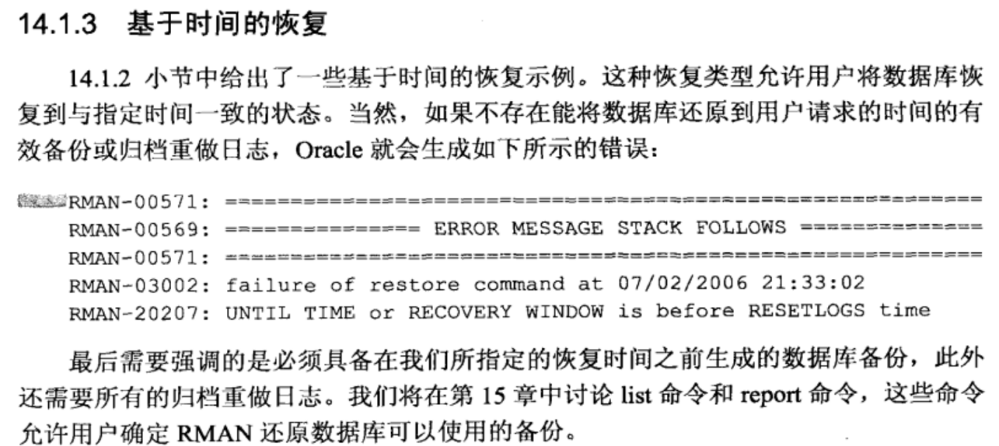 14.1.3 基于时间的恢复
14.1.2 小节中给出了一些基于时间的恢复示例。这种恢复类型允许用户将数据库恢
复到与指定时间一致的状态。当然，如果不存在能将数据库还原到用户请求的时间的有
效备份或归档重做日志，Oracle 就会生成如下所示的错误：
RMAN-00571: ===========================================================
RMAN-00569: =============== ERROR MESSAGE STACK FOLLOWS ===============
RMAN-00571: ===========================================================
RMAN-03002: failure of restore command at 07/02/2006 21:33:02
RMAN-20207: UNTIL TIME or RECOVERY WINDOW is before RESETLOGS time
最后需要强调的是必须具备在我们所指定的恢复时间之前生成的数据库备份，此外
还需要所有的归档重做日志。我们将在第 15 章中讨论 list 命令和 report 命令，这些命令
允许用户确定 RMAN 还原数据库可以使用的备份。